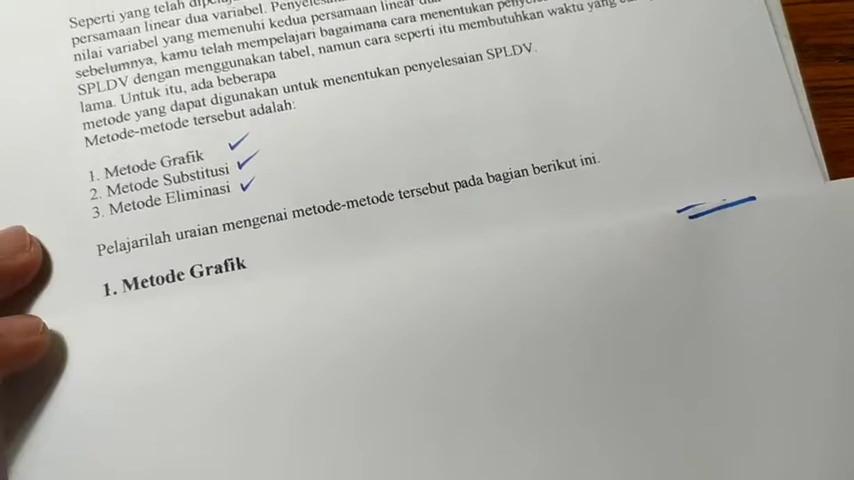 Seperti yang telah
persamaan linear dua variabel.
nilai variabel yang memenuhi kedua persamaan linear
sebelumnya, kamu telah mempelajari bagaimana cara menentukan
SPLDV dengan menggunakan tabel, namun cara seperti itu membutuhkan waktu yang
lama. Untuk itu, ada beberapa
metode yang dapat digunakan untuk menentukan penyelesaian SPLDV.
Metode-metode tersebut adalah:
1. Metode Grafik
2. Metode Substitusi
3. Metode Eliminasi
Pelajarilah uraian mengenai metode-metode tersebut pada bagian berikut ini.
1. Metode Grafik